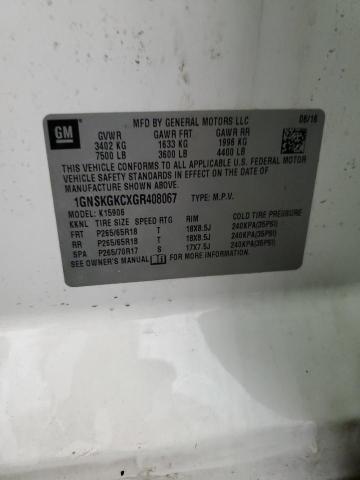 GM
MFD BY GENERAL MOTORS LLC 06/16
GVWR GAWR FRT GAWR RR
3402 KG 1633 KG 1996 KG
7500 LB 3600 LB 4400 LB
THIS VEHICLE CONFORMS TO ALL APPLICABLE U.S. FEDERAL MOTOR
VEHICLE SAFETY STANDARDS IN EFFECT ON THE DATE OF
MANUFACTURE SHOWN ABOVE.
1GNSKGKCXGR408067 TYPE: M.P.V.
MODEL: K15906
KKNL TIRE SIZE SPEED RTG RIM COLD TIRE PRESSURE
FRT P265/65R18 T 18X8.5J 240KPA(35PSI)
RR P265/65R18 T 18X8.5J 240KPA(35PSI)
SPA P265/70R17 S 17X7.5J 240KPA(35PSI)
SEE OWNER'S MANUAL FOR MORE INFORMATION.